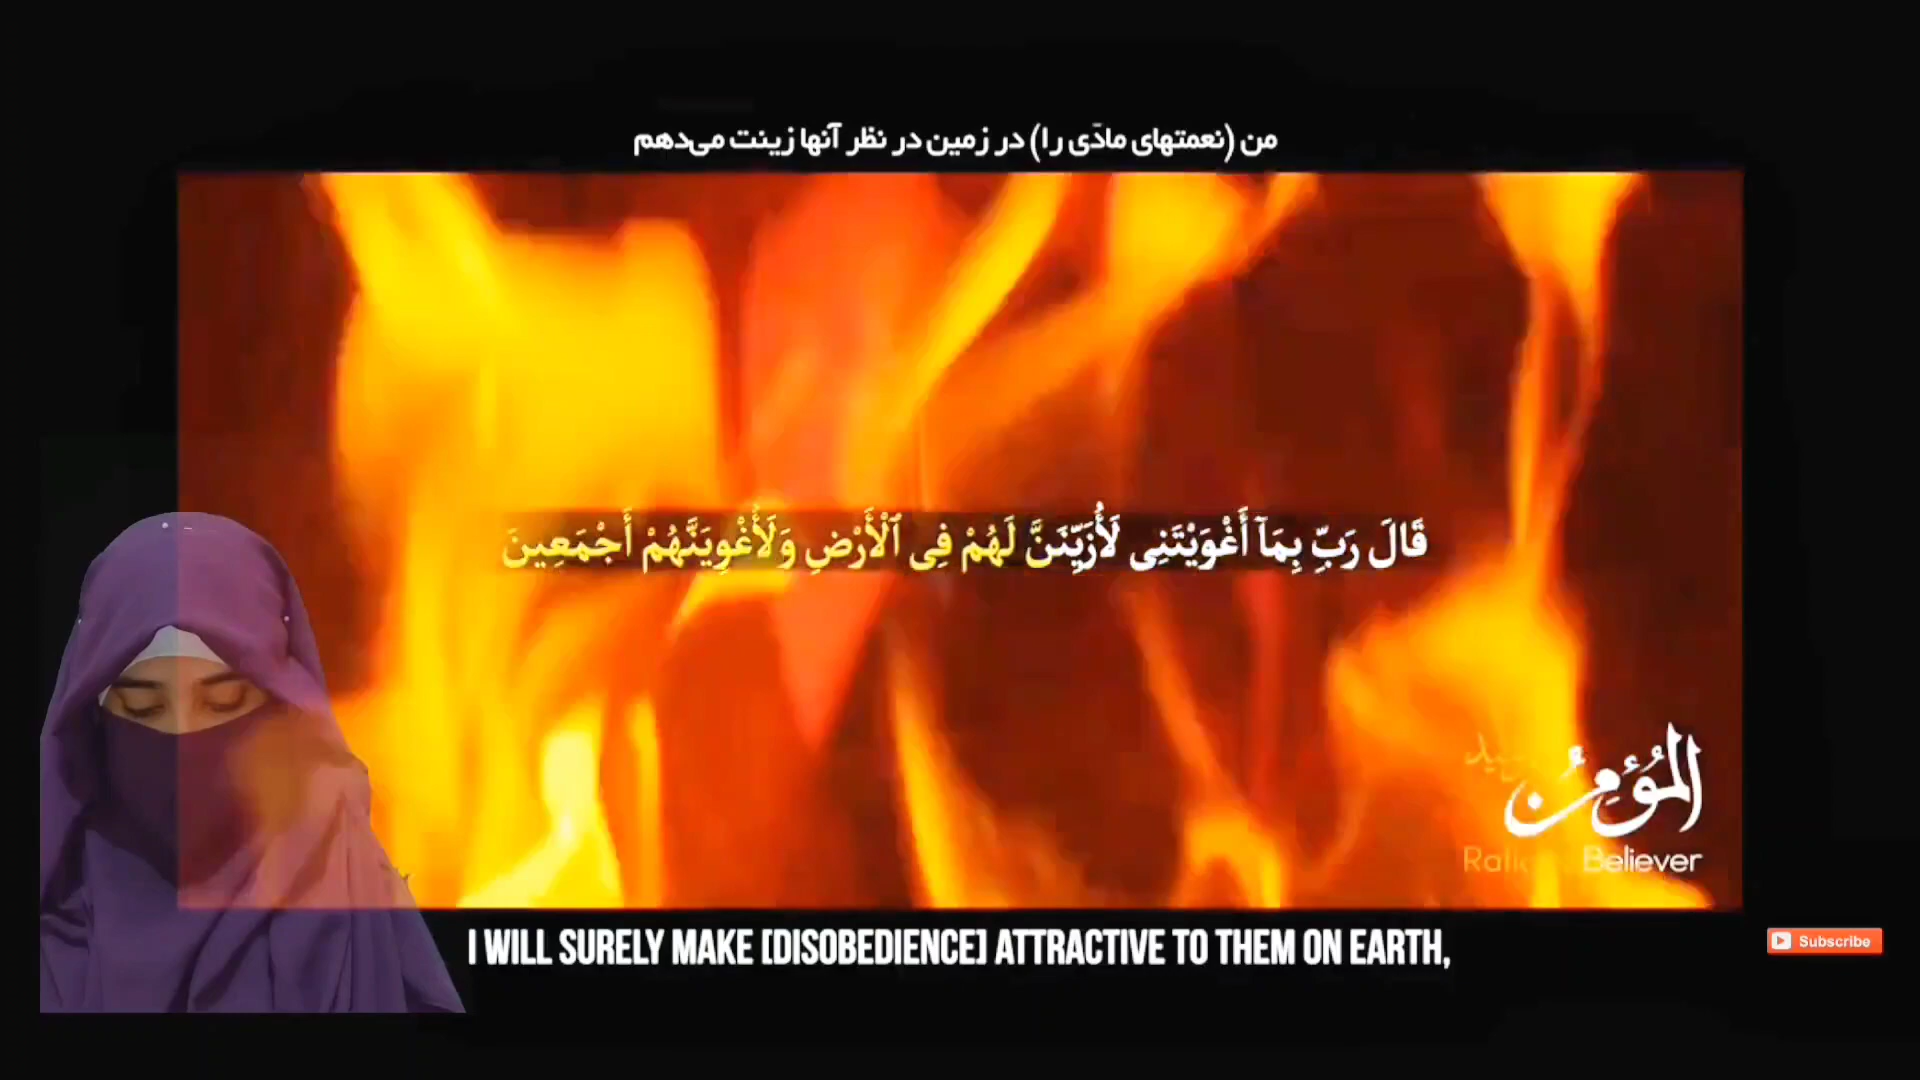 من (نعمتهای مادّی را) در زمین در نظر آنها زینت می‌دهم
قَالَ رَبِّ بِمَآ أَغْوَيْتَنِى لَأُزَيِّنَنَّ لَهُمْ فِى ٱلْأَرْضِ وَلَأُغْوِيَنَّهُمْ أَجْمَعِينَ
المُؤمِنُ
Believer
I WILL SURELY MAKE [DISOBEDIENCE] ATTRACTIVE TO THEM ON EARTH,
Subscribe